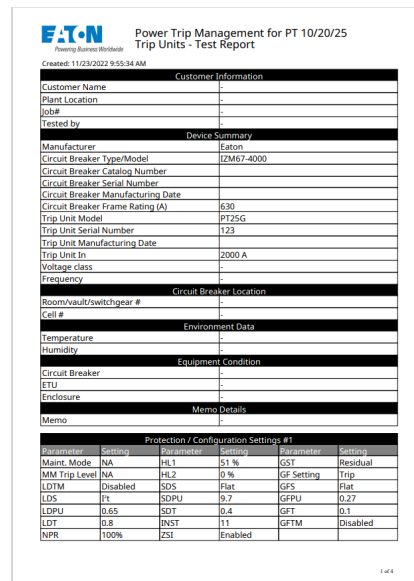 EATON
Powering Business Worldwide
Power Trip Management for PT 10/20/25
Trip Units - Test Report
Created: 11/23/2022 9:55:34 AM
Customer Information
Customer Name -
Plant Location -
Job# -
Tested by -
Device Summary
Manufacturer Eaton
Circuit Breaker Type/Model IZM67-4000
Circuit Breaker Catalog Number
Circuit Breaker Serial Number
Circuit Breaker Manufacturing Date
Circuit Breaker Frame Rating (A) 630
Trip Unit Model PT25G
Trip Unit Serial Number 123
Trip Unit Manufacturing Date
Trip Unit In 2000 A
Voltage class -
Frequency -
Circuit Breaker Location
Room/vault/switchgear # -
Cell # -
Environment Data
Temperature -
Humidity -
Equipment Condition
Circuit Breaker -
ETU -
Enclosure -
Memo Details
Memo -
Protection / Configuration Settings #1
Parameter Setting Parameter Setting Parameter Setting
Maint. Mode NA HL1 51 % GST Residual
MM Trip Level NA HL2 0 % GF Setting Trip
LDTM Disabled SDS Flat GFS Flat
LDS I²t SDPU 9.7 GFPU 0.27
LDPU 0.65 SDT 0.4 GFT 0.1
LDT 0.8 INST 11 GFTM Disabled
NPR 100% ZSI Enabled
1 of 4